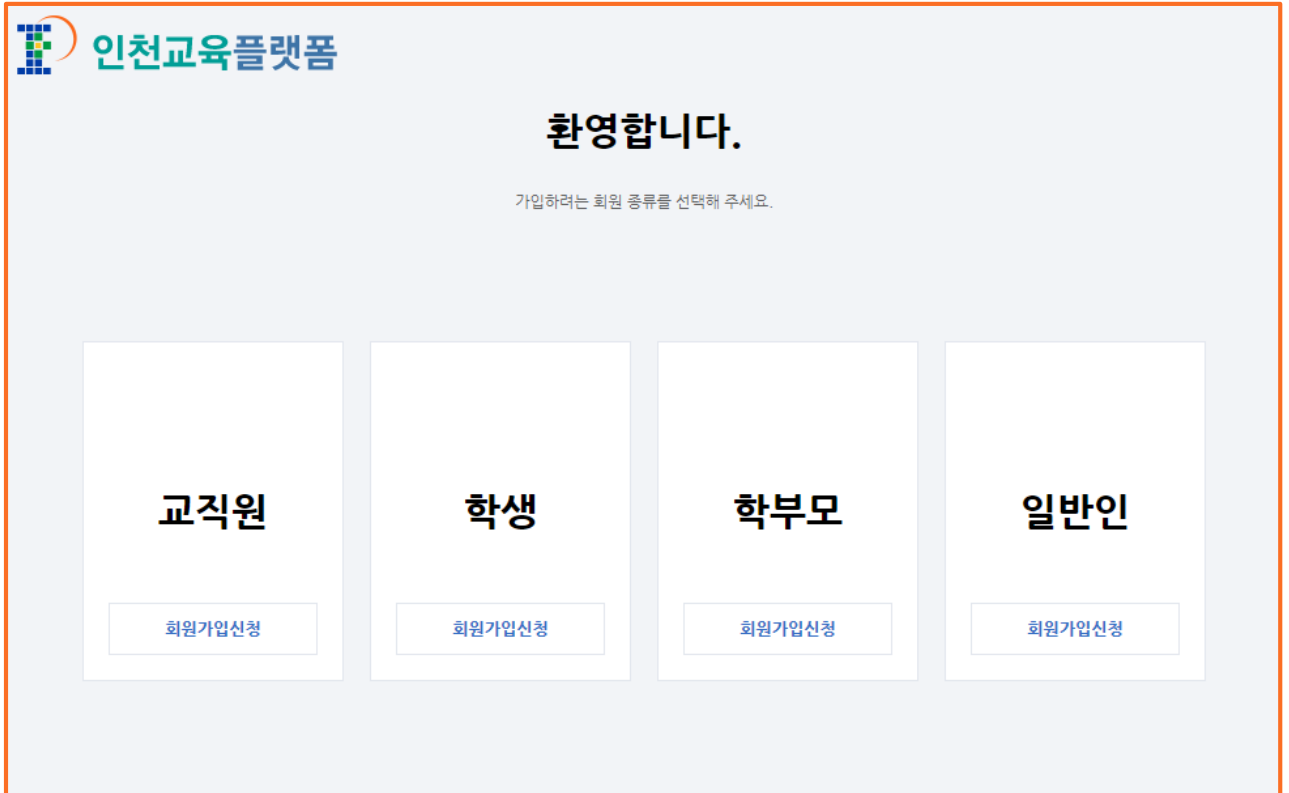 인천교육플랫폼
환영합니다.
가입하려는 회원 종류를 선택해 주세요.
교직원
학생
학부모
일반인
회원가입신청
회원가입신청
회원가입신청
회원가입신청